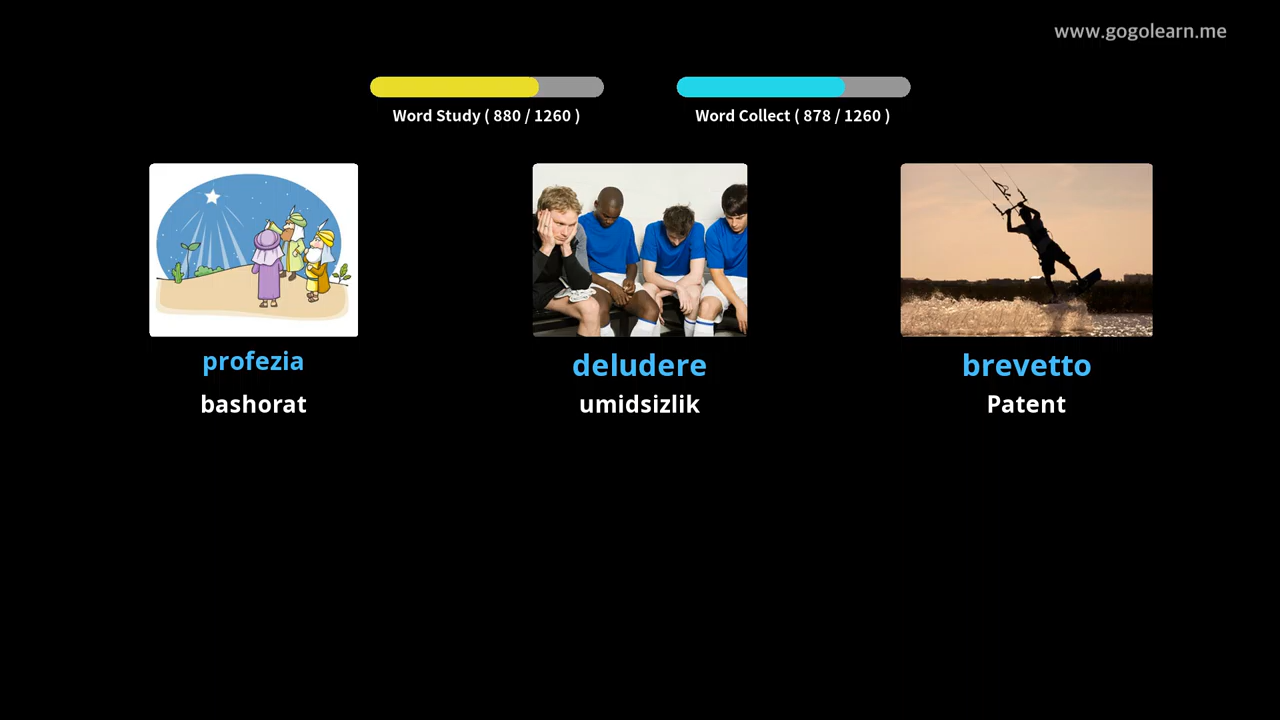 www.gogolearn.me
Word Study ( 880 / 1260 )
Word Collect ( 878 / 1260 )
profezia
deludere
brevetto
bashorat
umidsizlik
Patent